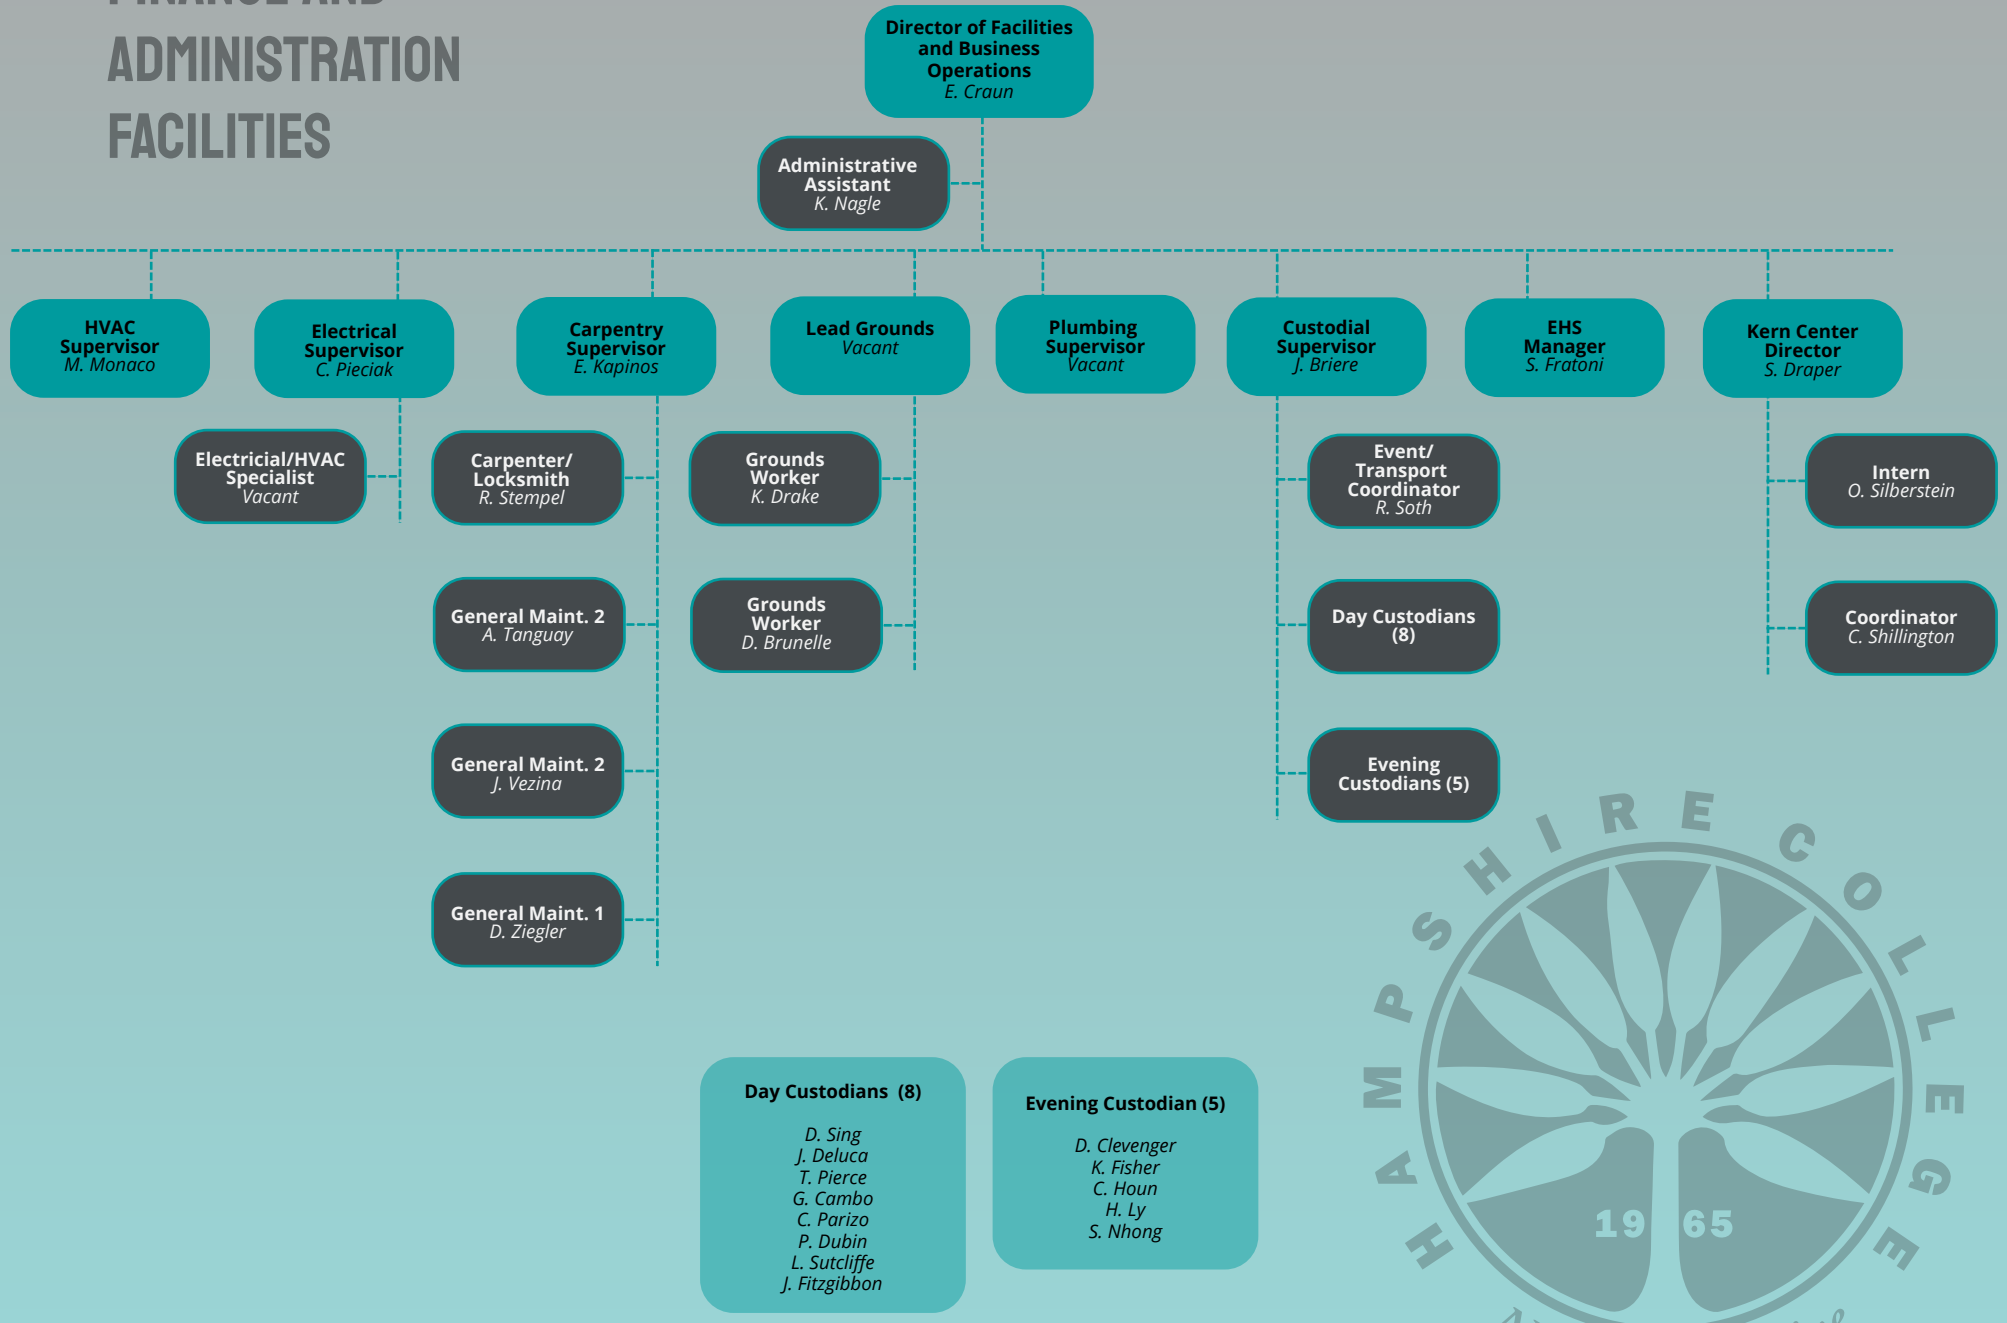 FINANCE AND
ADMINISTRATION
FACILITIES
Director of Facilities
and Business
Operations
E. Craun
Administrative
Assistant
K. Nagle
HVAC
Supervisor
M. Monaco
Electrical
Supervisor
C. Pieciak
Carpentry
Supervisor
E. Kapinos
Lead Grounds
Vacant
Plumbing
Supervisor
Vacant
Custodial
Supervisor
J. Briere
EHS
Manager
S. Fratoni
Kern Center
Director
S. Draper
Electricial/HVAC
Specialist
Vacant
Carpenter/
Locksmith
R. Stempel
Grounds
Worker
K. Drake
Event/
Transport
Coordinator
R. Soth
Intern
O. Silberstein
General Maint. 2
A. Tanguay
Grounds
Worker
D. Brunelle
Day Custodians
(8)
Coordinator
C. Shillington
General Maint. 2
J. Vezina
Evening
Custodians (5)
General Maint. 1
D. Ziegler
Day Custodians (8)
D. Sing
J. Deluca
T. Pierce
G. Cambo
C. Parizo
P. Dubin
L. Sutcliffe
J. Fitzgibbon
Evening Custodian (5)
D. Clevenger
K. Fisher
C. Houn
H. Ly
S. Nhong
HAMPSHIRE COLLEGE
1965